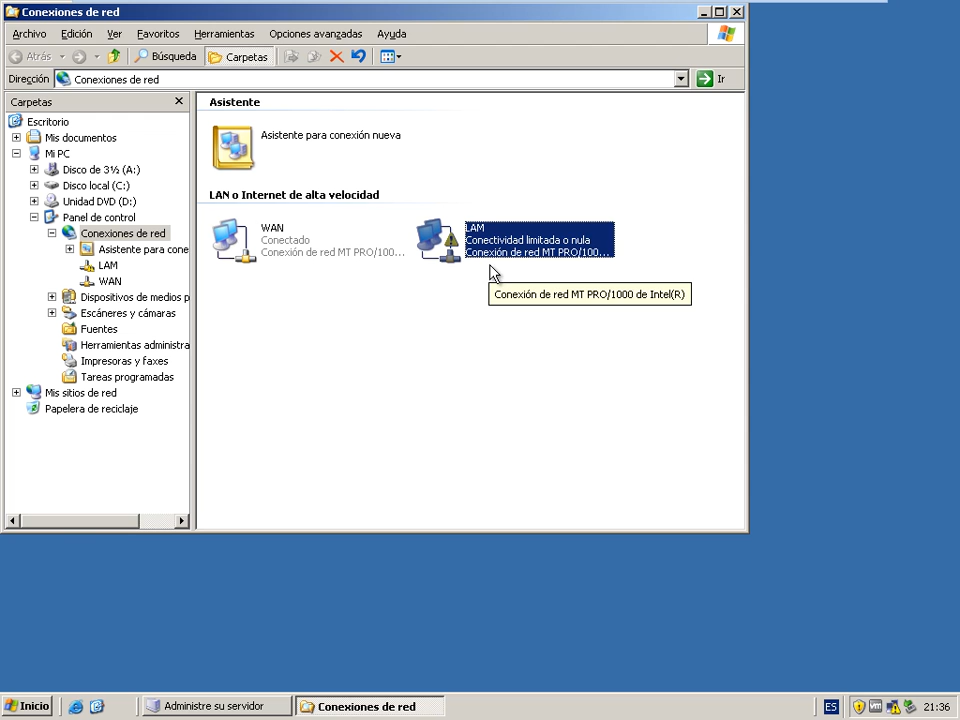 Conexiones de red
Archivo Edición Ver Favoritos Herramientas Opciones avanzadas Ayuda
Atrás Búsqueda Carpetas
Dirección Conexiones de red Ir
Carpetas
Escritorio
Mis documentos
Mi PC
Disco de 3½ (A:)
Disco local (C:)
Unidad DVD (D:)
Panel de control
Conexiones de red
Asistente para cone
LAM
WAN
Dispositivos de medios p
Escáneres y cámaras
Fuentes
Herramientas administra
Impresoras y faxes
Tareas programadas
Mis sitios de red
Papelera de reciclaje
Asistente
Asistente para conexión nueva
LAN o Internet de alta velocidad
WAN
Conectado
Conexión de red MT PRO/100...
LAM
Conectividad limitada o nula
Conexión de red MT PRO/100...
Conexión de red MT PRO/1000 de Intel(R)
Inicio Administre su servidor Conexiones de red ES vm 21:36